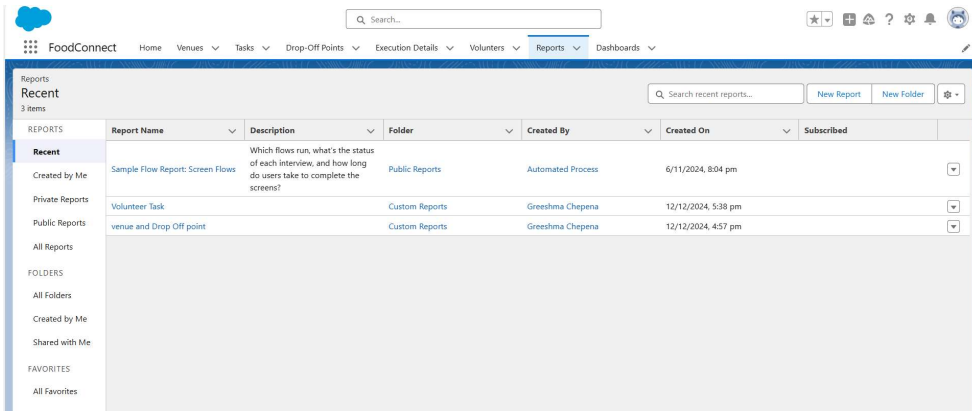 Search...
FoodConnect Home Venues Tasks Drop-Off Points Execution Details Volunters Reports Dashboards
Reports
Recent
3 items
Search recent reports...
New Report New Folder
REPORTS
Recent
Created by Me
Private Reports
Public Reports
All Reports
FOLDERS
All Folders
Created by Me
Shared with Me
FAVORITES
All Favorites
Report Name Description Folder Created By Created On Subscribed
Which flows run, what's the status
of each interview, and how long
Sample Flow Report: Screen Flows do users take to complete the Public Reports Automated Process 6/11/2024, 8:04 pm
screens?
Volunteer Task Custom Reports Greeshma Chepena 12/12/2024, 5:38 pm
venue and Drop Off point Custom Reports Greeshma Chepena 12/12/2024, 4:57 pm